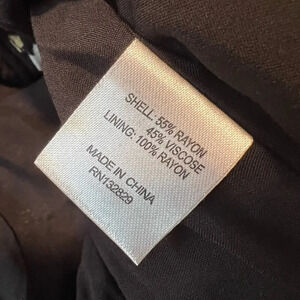 SHELL: 55% RAYON
45% VISCOSE
LINING: 100% RAYON
MADE IN CHINA
RN132829